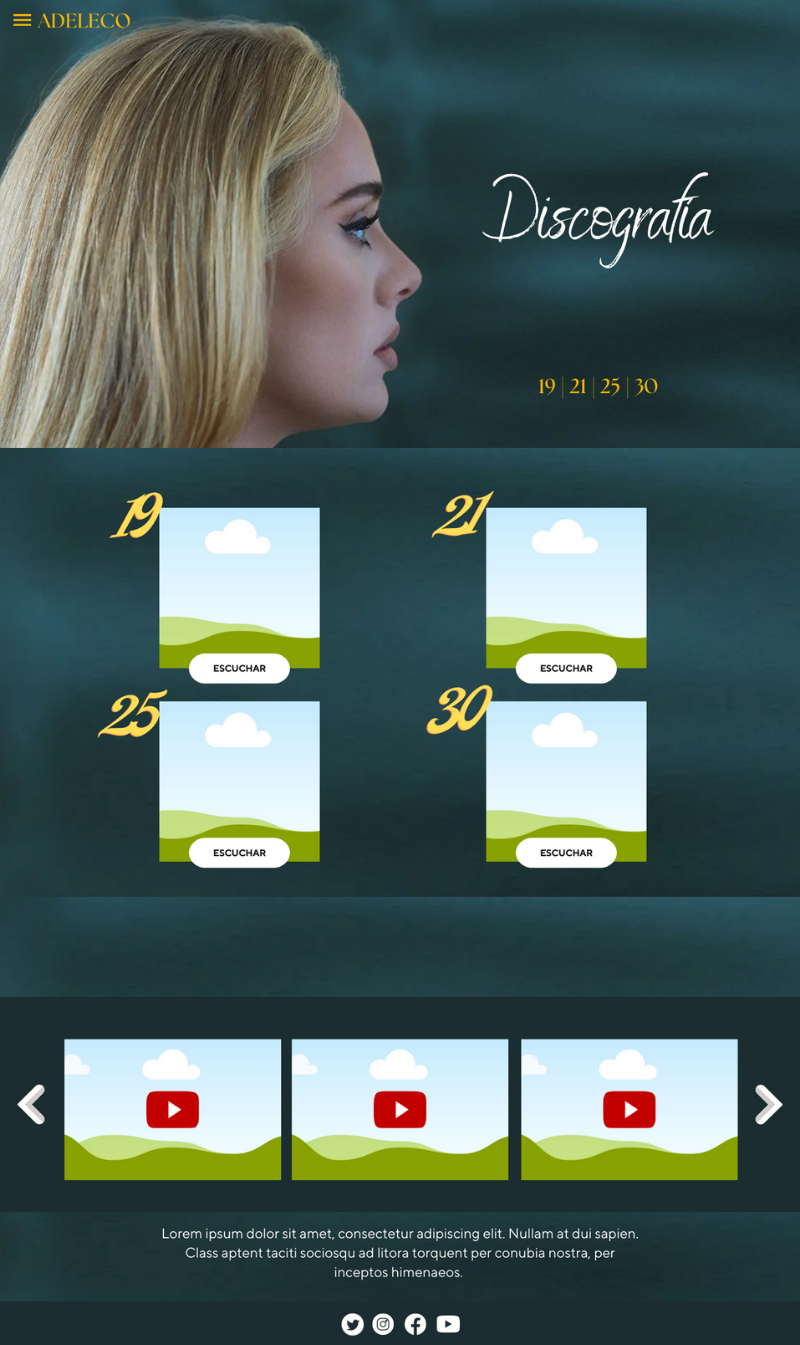 ADELECO
Discografía
19 | 21 | 25 | 30
19
21
ESCUCHAR
ESCUCHAR
25
30
ESCUCHAR
ESCUCHAR
Lorem ipsum dolor sit amet, consectetur adipiscing elit. Nullam at dui sapien.
Class aptent taciti sociosqu ad litora torquent per conubia nostra, per
inceptos himenaeos.